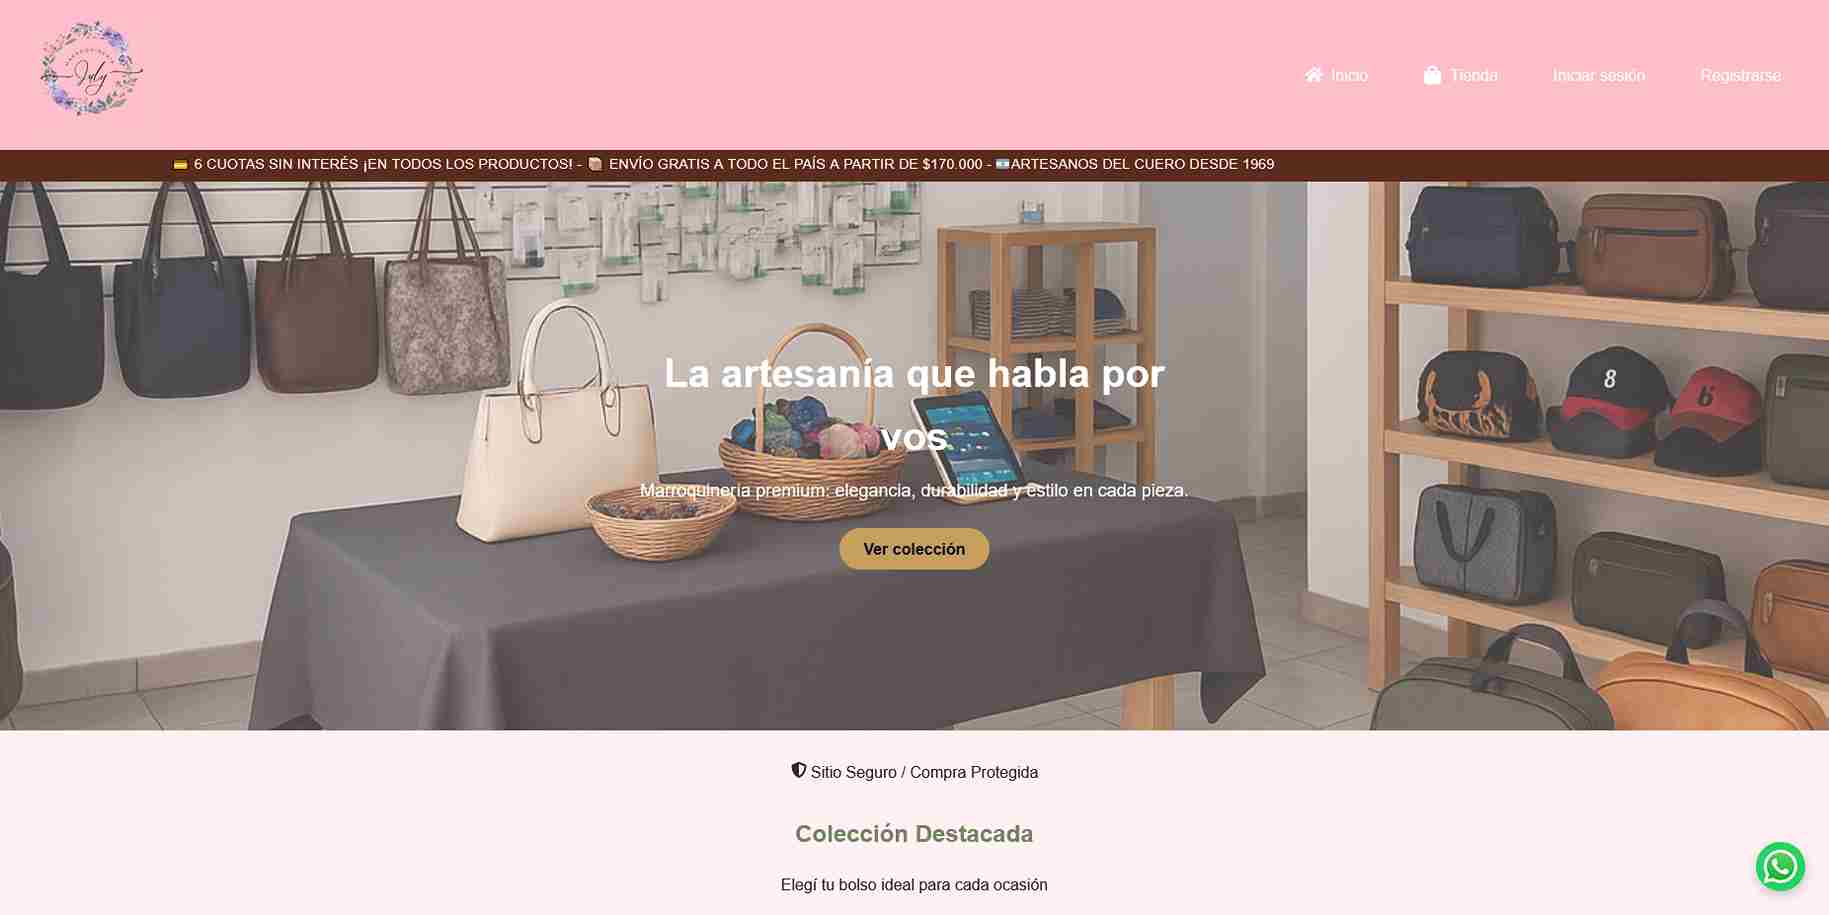 MARROQUINERIA
July
Inicio
Tienda
Iniciar sesión
Registrarse
💳 6 CUOTAS SIN INTERÉS ¡EN TODOS LOS PRODUCTOS! - 📦 ENVÍO GRATIS A TODO EL PAÍS A PARTIR DE $170.000 - 🇦🇷ARTESANOS DEL CUERO DESDE 1969
8
6
La artesanía que habla por
vos
Marroquinería premium: elegancia, durabilidad y estilo en cada pieza.
Ver colección
Sitio Seguro / Compra Protegida
Colección Destacada
Elegí tu bolso ideal para cada ocasión